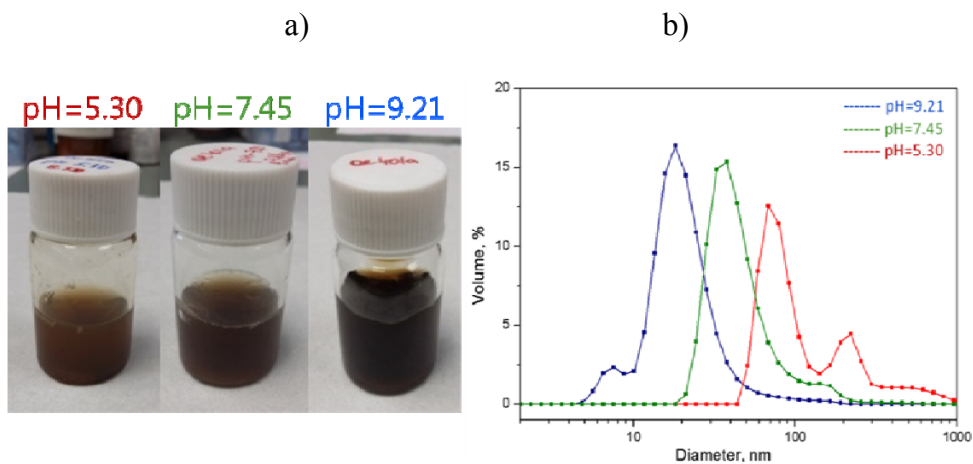 a)
b)
pH=5.30
pH=7.45
pH=9.21
20
15
10
5
0
Volume, %
pH=9.21
pH=7.45
pH=5.30
10
100
1000
Diameter, nm